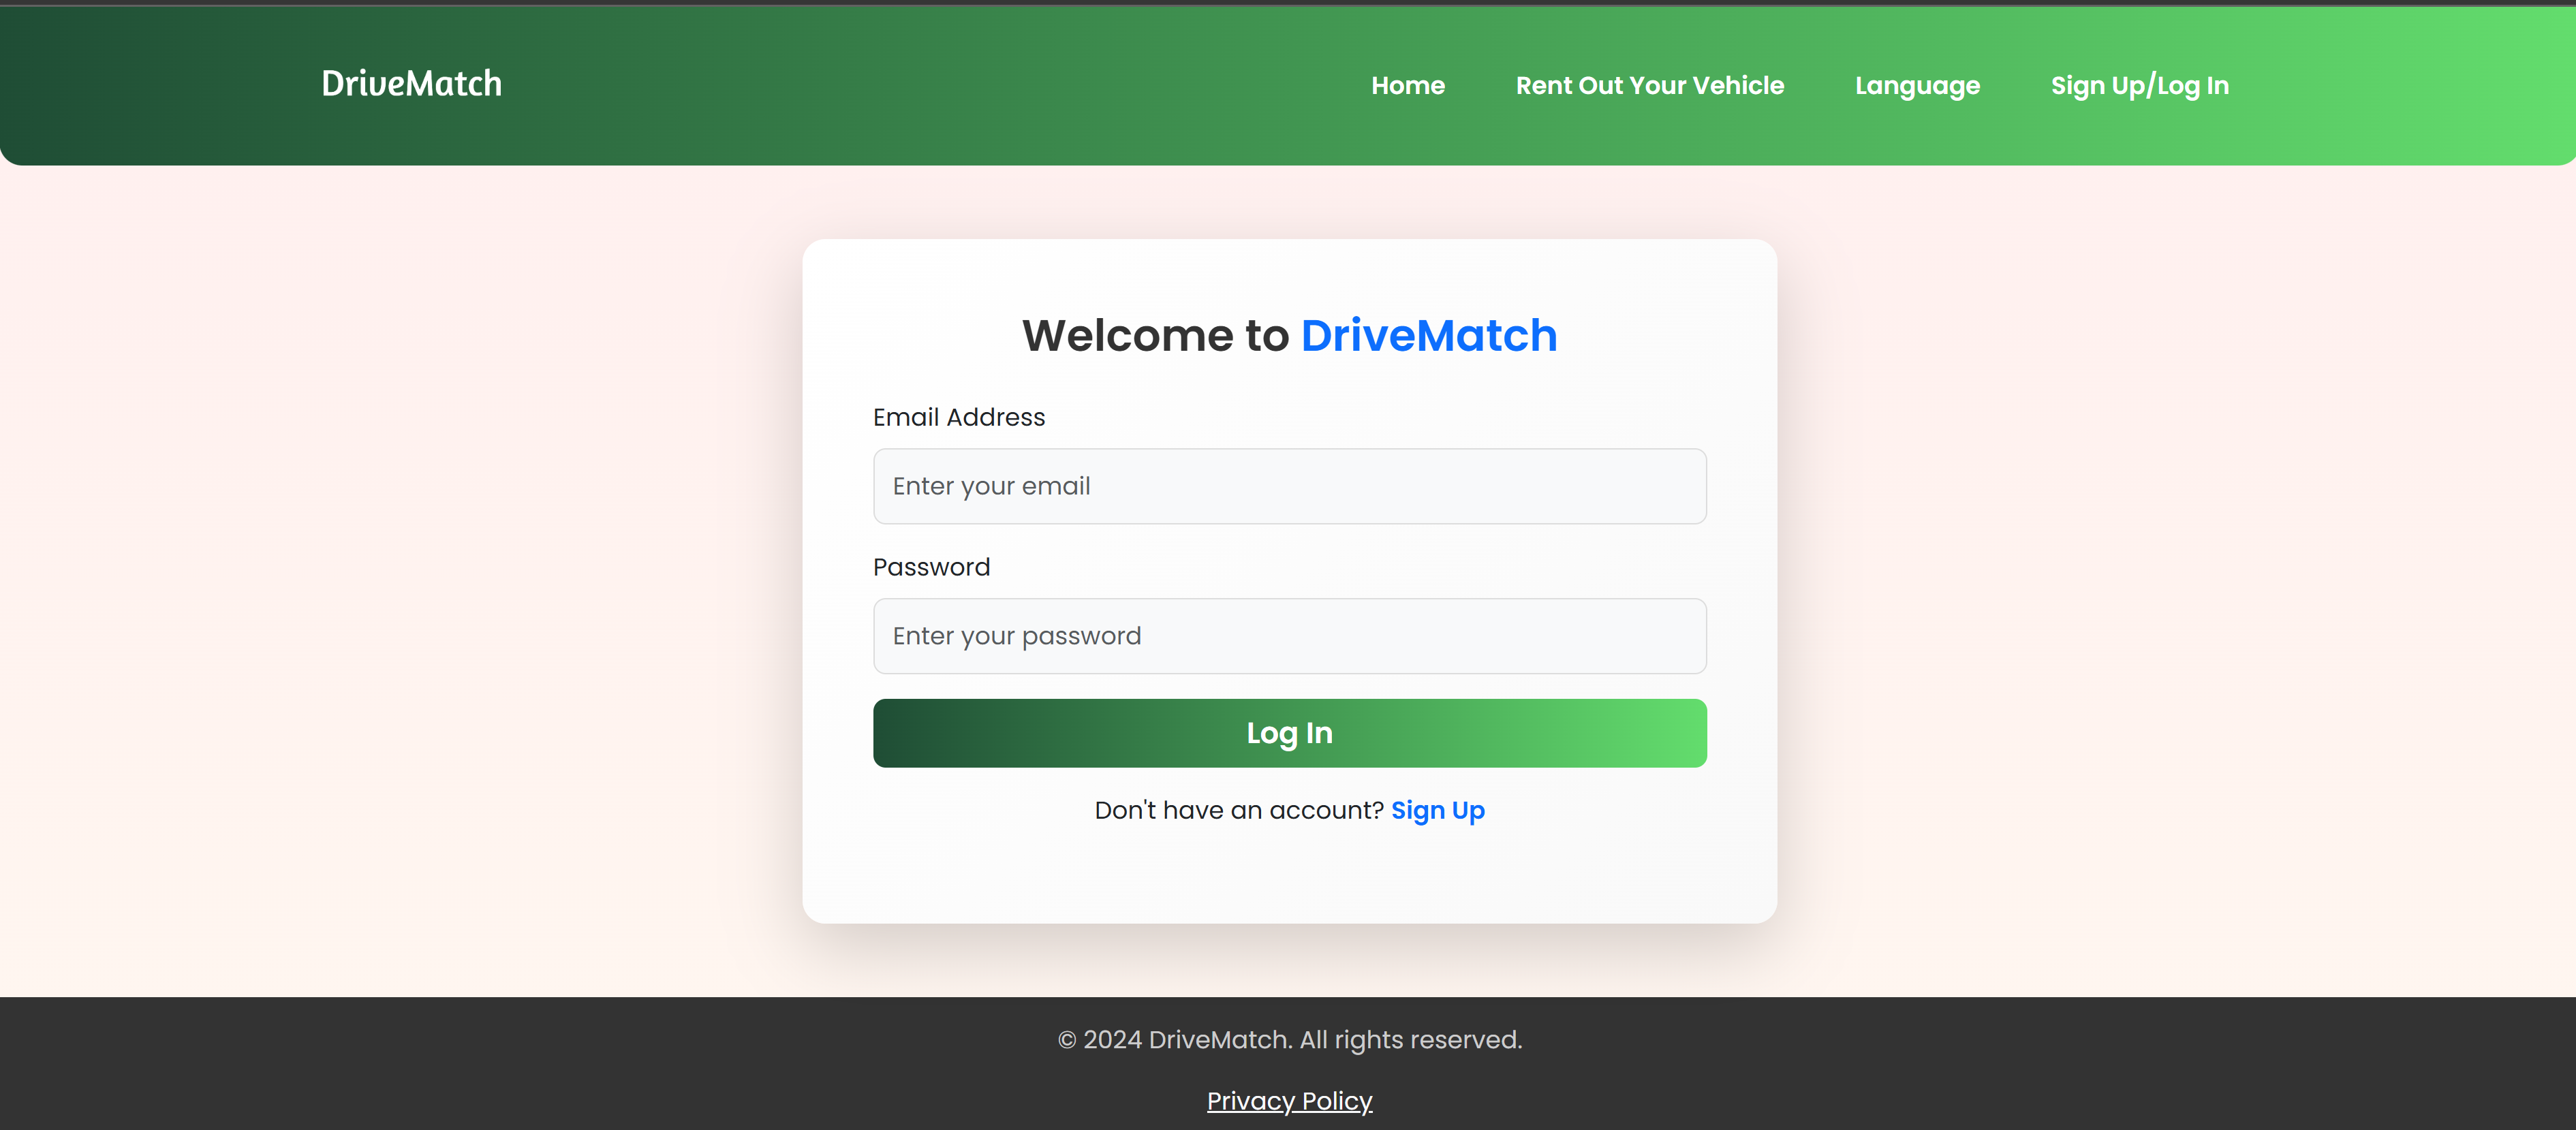 DriveMatch
Home Rent Out Your Vehicle Language Sign Up/Log In
Welcome to DriveMatch
Email Address
Enter your email
Password
Enter your password
Log In
Don't have an account? Sign Up
© 2024 DriveMatch. All rights reserved.
Privacy Policy